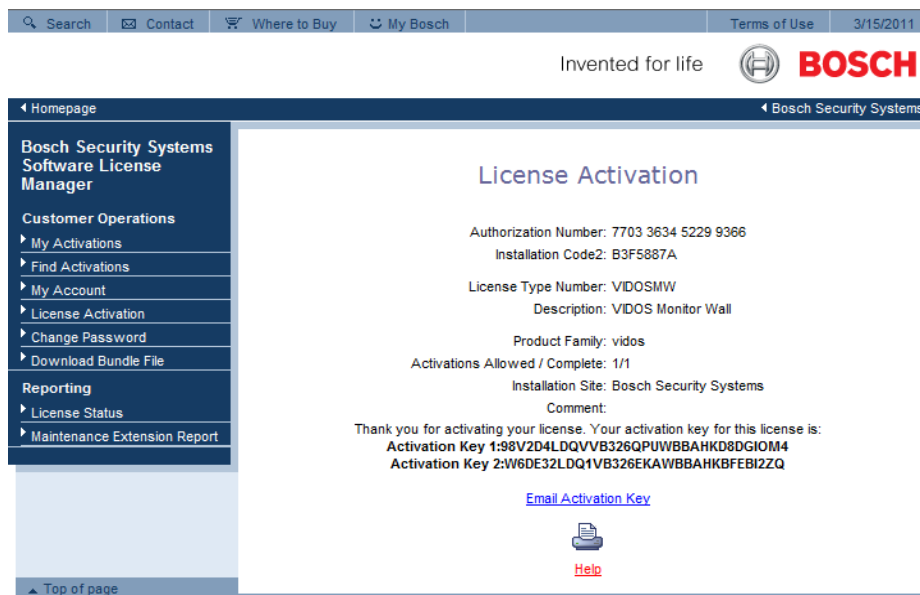 Search Contact Where to Buy My Bosch Terms of Use 3/15/2011
Invented for life BOSCH
Homepage Bosch Security Systems
Bosch Security Systems
Software License
Manager
Customer Operations
My Activations
Find Activations
My Account
License Activation
Change Password
Download Bundle File
Reporting
License Status
Maintenance Extension Report
License Activation
Authorization Number: 7703 3634 5229 9366
Installation Code2: B3F5887A
License Type Number: VIDOSMW
Description: VIDOS Monitor Wall
Product Family: vidos
Activations Allowed / Complete: 1/1
Installation Site: Bosch Security Systems
Comment:
Thank you for activating your license. Your activation key for this license is:
Activation Key 1:98V2D4LDQVVB326QPUWBBAHKD8DGIOM4
Activation Key 2:W6DE32LDQ1VB326EKAWBBAHKBFEBI2ZQ
Email Activation Key
Help
Top of page